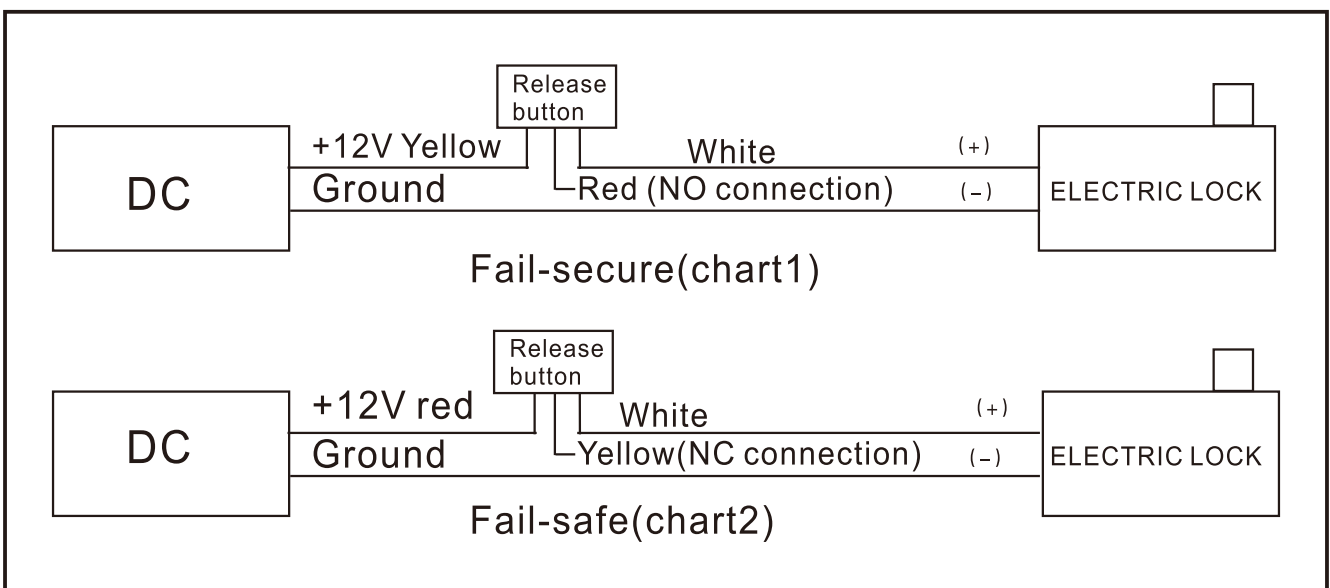 Release
button
+12V Yellow
White
(+)
DC
Ground
Red (NO connection)
(-)
ELECTRIC LOCK
Fail-secure(chart1)
Release
button
+12V red
White
(+)
DC
Ground
Yellow(NC connection)
(-)
ELECTRIC LOCK
Fail-safe(chart2)